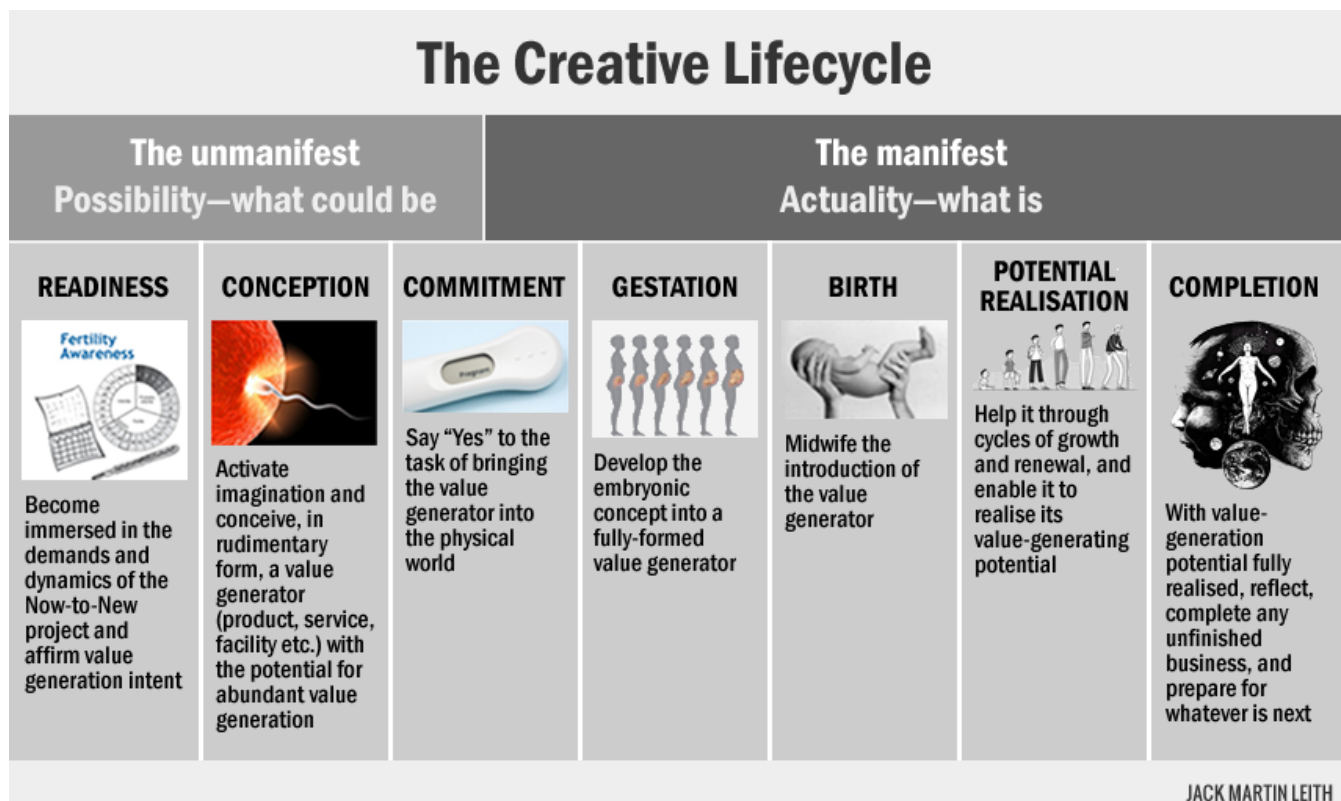 The Creative Lifecycle
The unmanifest
Possibility—what could be
The manifest
Actuality—what is
READINESS
Fertility
Awareness
Become
immersed in the
demands and
dynamics of the
Now-to-New
project and
affirm value
generation intent
CONCEPTION
Activate
imagination and
conceive, in
rudimentary
form, a value
generator
(product, service,
facility etc.) with
the potential for
abundant value
generation
COMMITMENT
Pregnant
Say “Yes” to the
task of bringing
the value
generator into
the physical
world
GESTATION
Develop the
embryonic
concept into a
fully-formed
value generator
BIRTH
Midwife the
introduction of
the value
generator
POTENTIAL
REALISATION
Help it through
cycles of growth
and renewal, and
enable it to
realise its
value-generating
potential
COMPLETION
With value-
generation
potential fully
realised, reflect,
complete any
unfinished
business, and
prepare for
whatever is next
JACK MARTIN LEITH